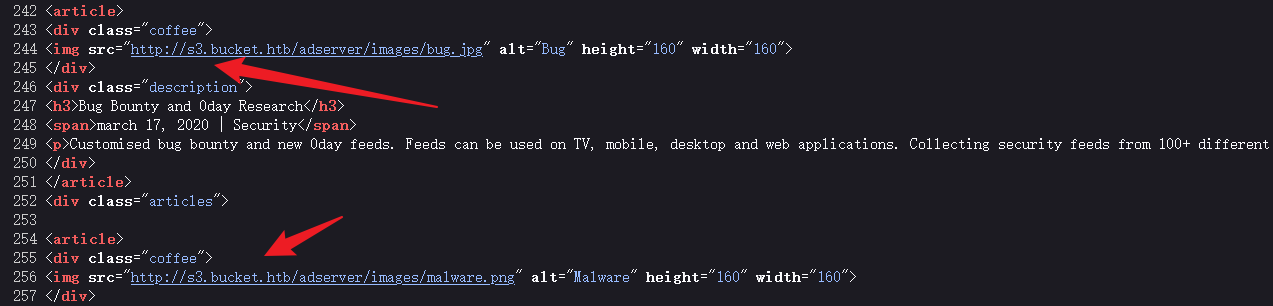 242 <article>
243 <div class="coffee">
244 <img src="http://s3.bucket.htb/adserver/images/bug.jpg" alt="Bug" height="160" width="160">
245 </div>
246 <div class="description">
247 <h3>Bug Bounty and 0day Research</h3>
248 <span>march 17, 2020 | Security</span>
249 <p>Customised bug bounty and new 0day feeds. Feeds can be used on TV, mobile, desktop and web applications. Collecting security feeds from 100+ different
250 </div>
251 </article>
252 <div class="articles">
253
254 <article>
255 <div class="coffee">
256 <img src="http://s3.bucket.htb/adserver/images/malware.png" alt="Malware" height="160" width="160">
257 </div>